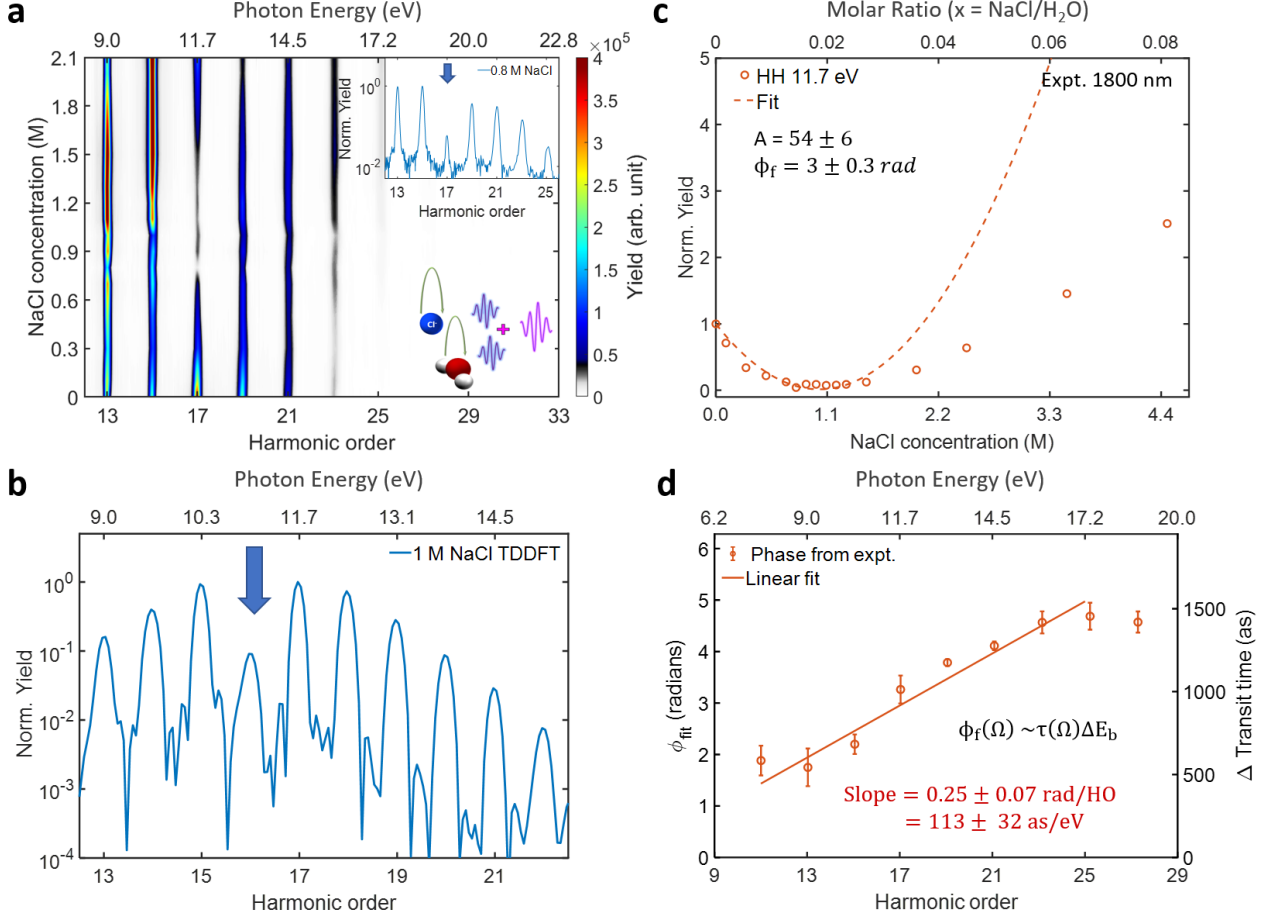 a
Photon Energy (eV)
9.0 11.7 14.5 17.2 20.0 22.8
×10⁵
2.1
1.8
1.5
1.2
0.9
0.6
0.3
0
NaCl concentration (M)
13 17 21 25 29 33
Harmonic order
4
3.5
3
2.5
2
1.5
1
0.5
0
Yield (arb. unit)
0.8 M NaCl
10⁰
10⁻²
Norm. Yield
13 17 21 25
Harmonic order
Cl⁻
+
b
Photon Energy (eV)
9.0 10.3 11.7 13.1 14.5
1 M NaCl TDDFT
10⁰
10⁻¹
10⁻²
10⁻³
10⁻⁴
Norm. Yield
13 15 17 19 21
Harmonic order
c
Molar Ratio (x = NaCl/H₂O)
0 0.02 0.04 0.06 0.08
HH 11.7 eV
Fit
Expt. 1800 nm
A = 54 ± 6
ϕf = 3 ± 0.3 rad
5
4
3
2
1
0
Norm. Yield
0.0 1.1 2.2 3.3 4.4
NaCl concentration (M)
d
Photon Energy (eV)
6.2 9.0 11.7 14.5 17.2 20.0
Phase from expt.
Linear fit
6
5
4
3
2
1
0
ϕfit (radians)
ϕf(Ω) ~τ(Ω)ΔEb
Slope = 0.25 ± 0.07 rad/HO
= 113 ± 32 as/eV
1500
1000
500
0
Δ Transit time (as)
9 13 17 21 25 29
Harmonic order